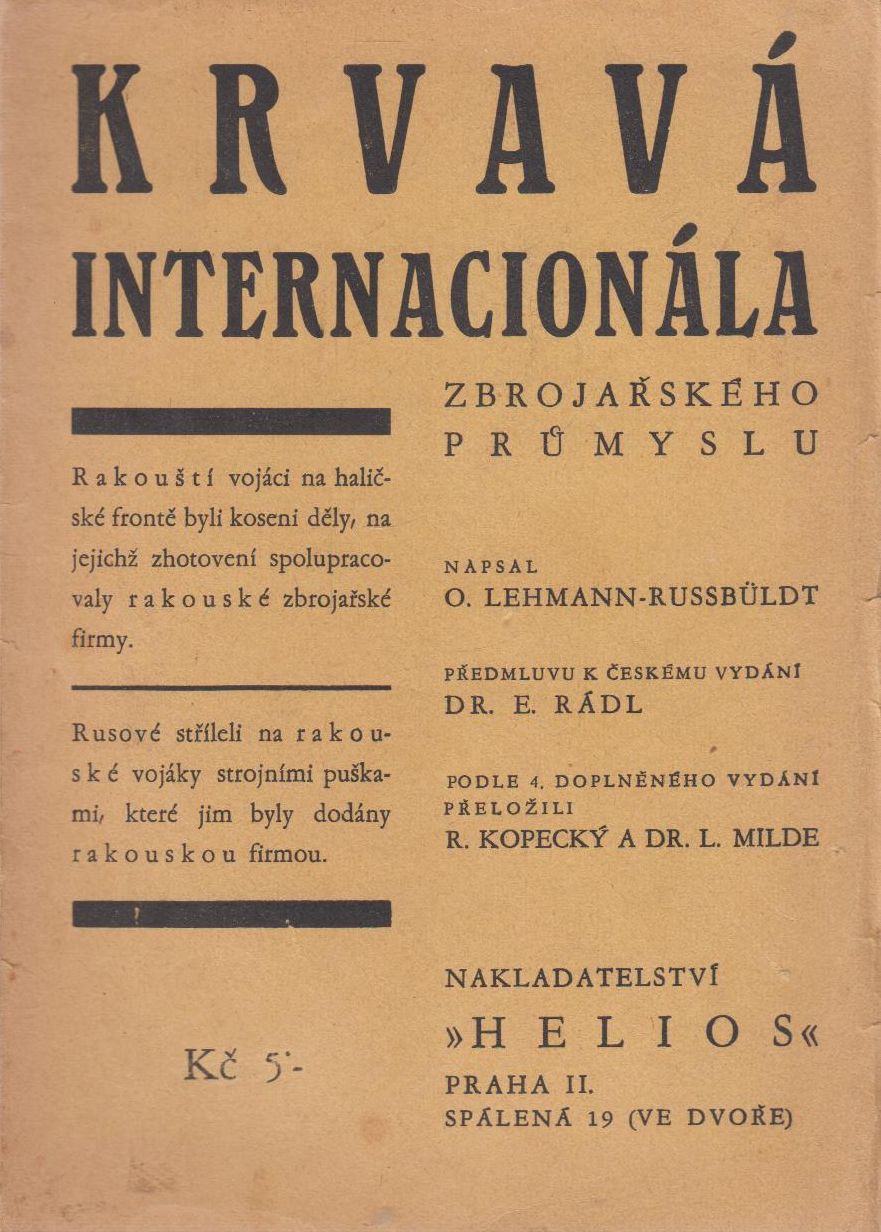 KRVAVÁ
INTERNACIONÁLA
ZBROJAŘSKÉHO
PRŮMYSLU
Rakouští vojáci na halič-
ské frontě byli koseni děly, na
jejichž zhotovení spolupraco-
valy rakouské zbrojařské
firmy.
Rusové stříleli na rakou-
ské vojáky strojními puška-
mi, které jim byly dodány
rakouskou firmou.
Kč 5·-
NAPSAL
O. LEHMANN-RUSSBÜLDT
PŘEDMLUVU K ČESKÉMU VYDÁNÍ
DR. E. RÁDL
PODLE 4. DOPLNĚNÉHO VYDÁNÍ
PŘELOŽILI
R. KOPECKÝ A DR. L. MILDE
NAKLADATELSTVÍ
»HELIOS«
PRAHA II.
SPÁLENÁ 19 (VE DVOŘE)